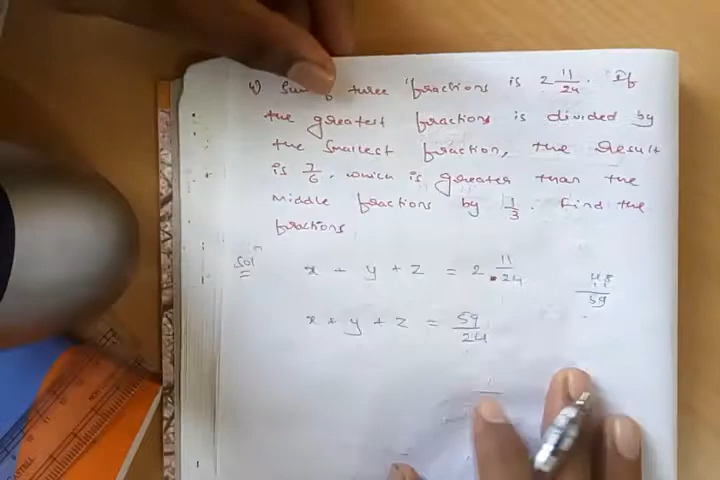 4) Sum of three fractions is 2 11/24. If
the greatest fractions is divided by
the smallest fraction, the result
is 7/6, which is greater than the
middle fractions by 1/3. Find the
fractions
Sol^n
x + y + z = 2 11/24
48
11
59
x + y + z = 59/24